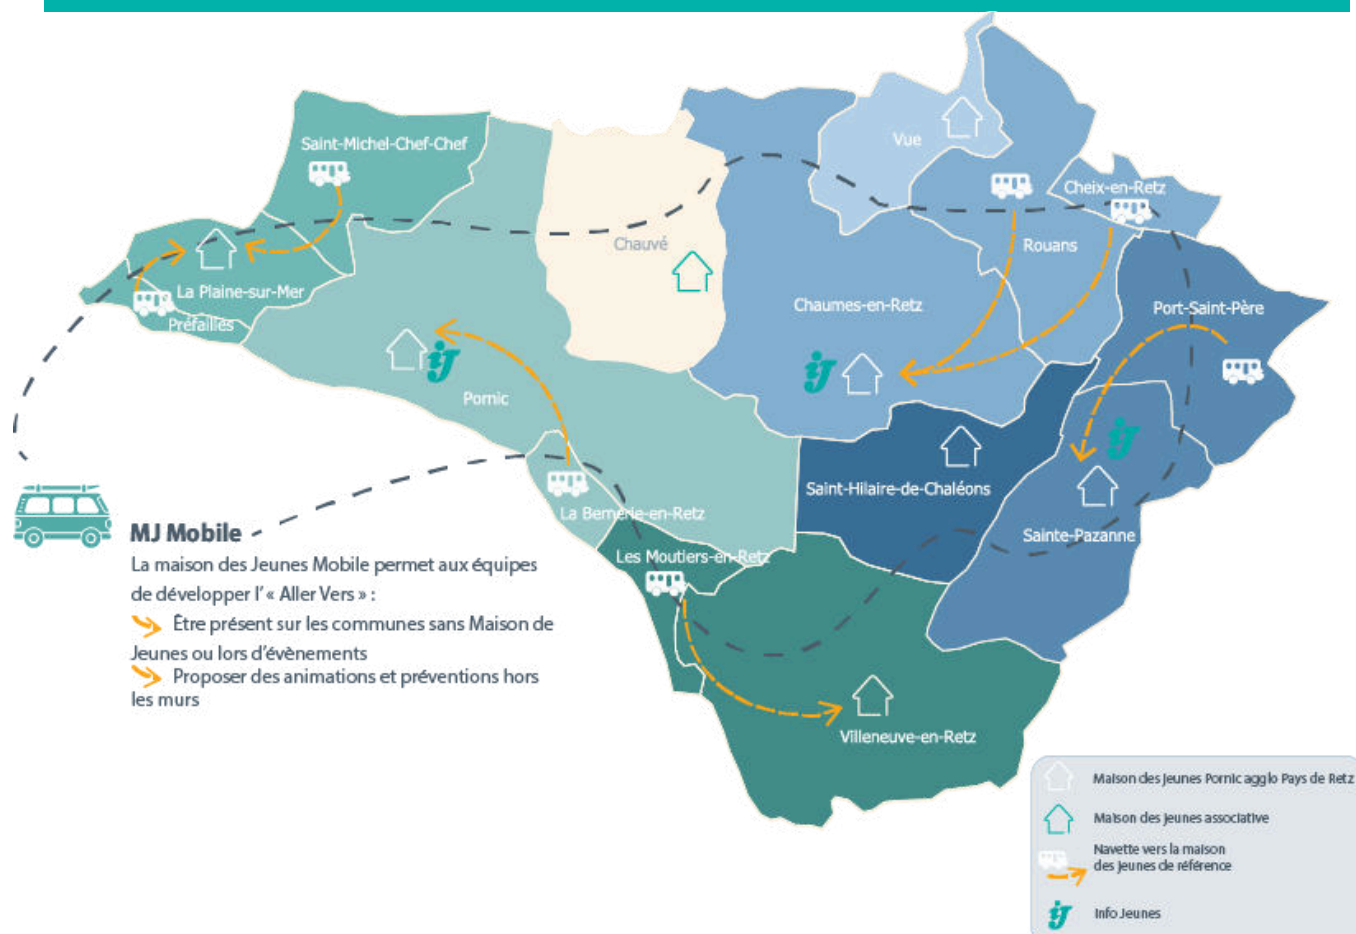 Saint-Michel-Chef-Chef
Vue
Cheix-en-Retz
Chauvé
Rouans
La Plaine-sur-Mer
Chaumes-en-Retz
Port-Saint-Père
Préfailles
Pornic
Saint-Hilaire-de-Chaléons
La Bernerie-en-Retz
Sainte-Pazanne
Les Moutiers-en-Retz
Villeneuve-en-Retz
MJ Mobile
La maison des Jeunes Mobile permet aux équipes
de développer l'« Aller Vers » :
Être présent sur les communes sans Maison de
Jeunes ou lors d'évènements
Proposer des animations et préventions hors
les murs
Maison des Jeunes Pornic agglo Pays de Retz
Maison des jeunes associative
Navette vers la maison
des jeunes de référence
iJ
Info Jeunes
iJ
iJ
iJ